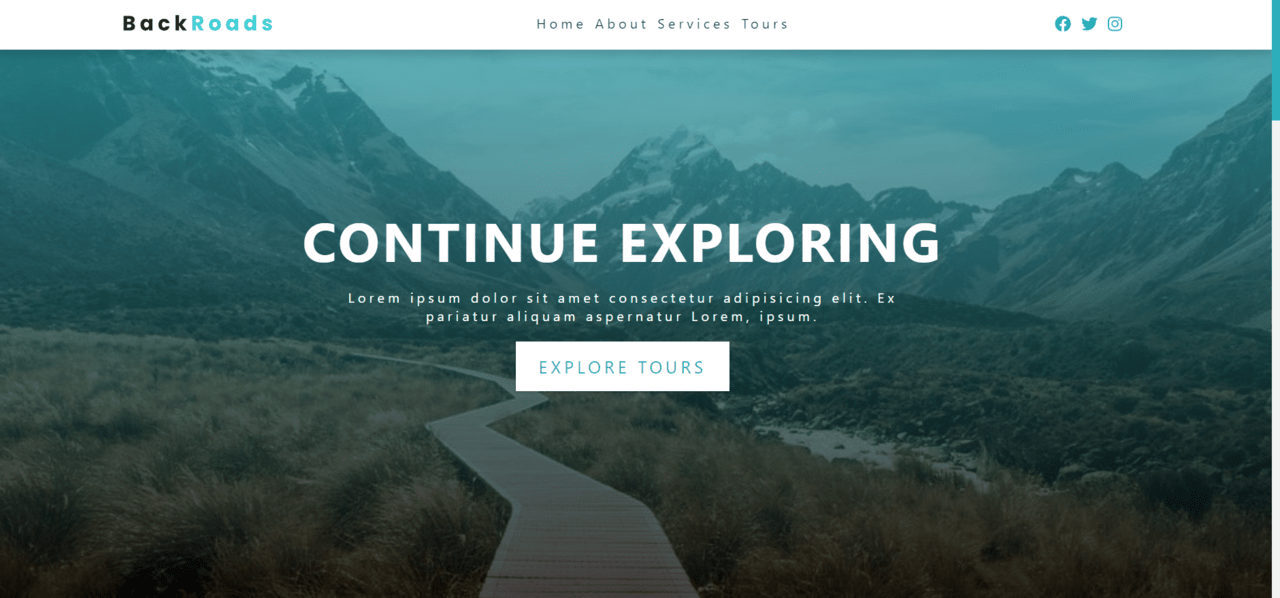 BackRoads
Home About Services Tours
CONTINUE EXPLORING
Lorem ipsum dolor sit amet consectetur adipisicing elit. Ex
pariatur aliquam aspernatur Lorem, ipsum.
EXPLORE TOURS